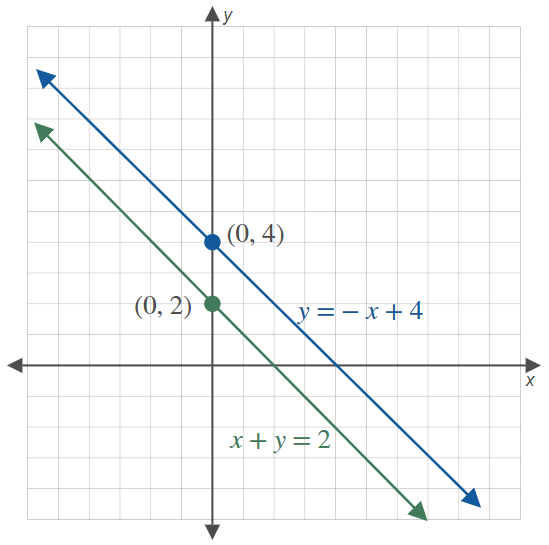 y
(0, 4)
(0, 2)
y = − x + 4
x
x + y = 2